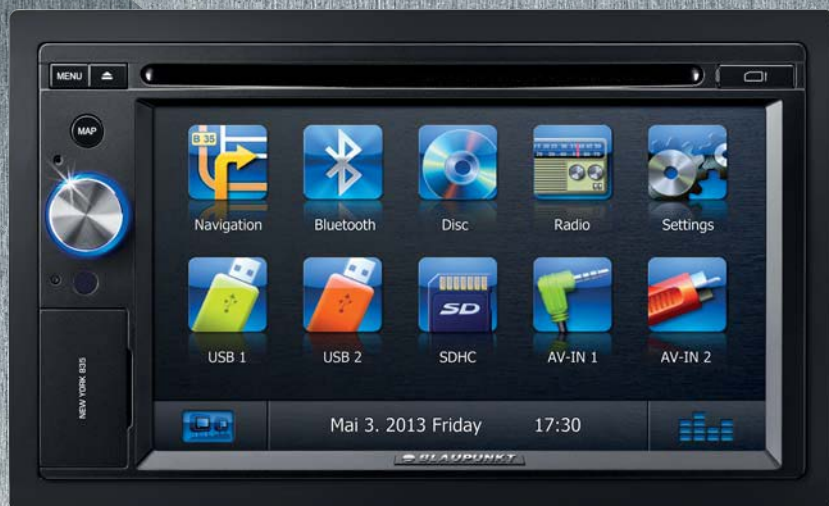 MENU
MAP
B 35
Navigation
Bluetooth
Disc
Radio
Settings
SD
USB 1
USB 2
SDHC
AV-IN 1
AV-IN 2
NEW YORK 835
Mai 3. 2013 Friday 17:30
BLAUPUNKT